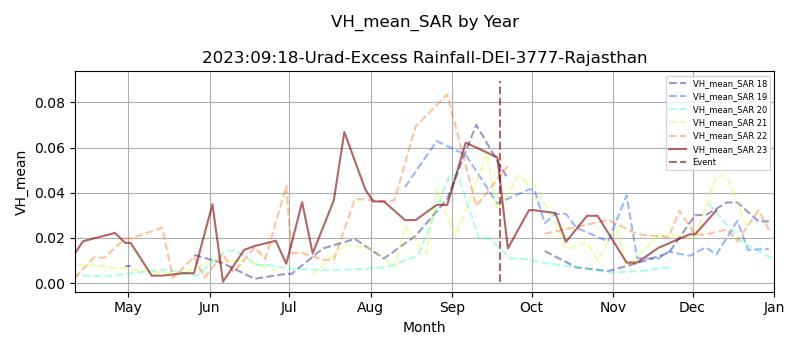 VH_mean_SAR by Year
2023:09:18-Urad-Excess Rainfall-DEI-3777-Rajasthan
VH_mean
0.08
0.06
0.04
0.02
0.00
VH_mean_SAR 18
VH_mean_SAR 19
VH_mean_SAR 20
VH_mean_SAR 21
VH_mean_SAR 22
VH_mean_SAR 23
Event
May Jun Jul Aug Sep Oct Nov Dec Jan
Month